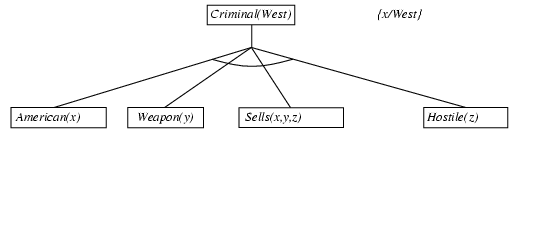 Criminal(West)
{x/West}
American(x)
Weapon(y)
Sells(x,y,z)
Hostile(z)